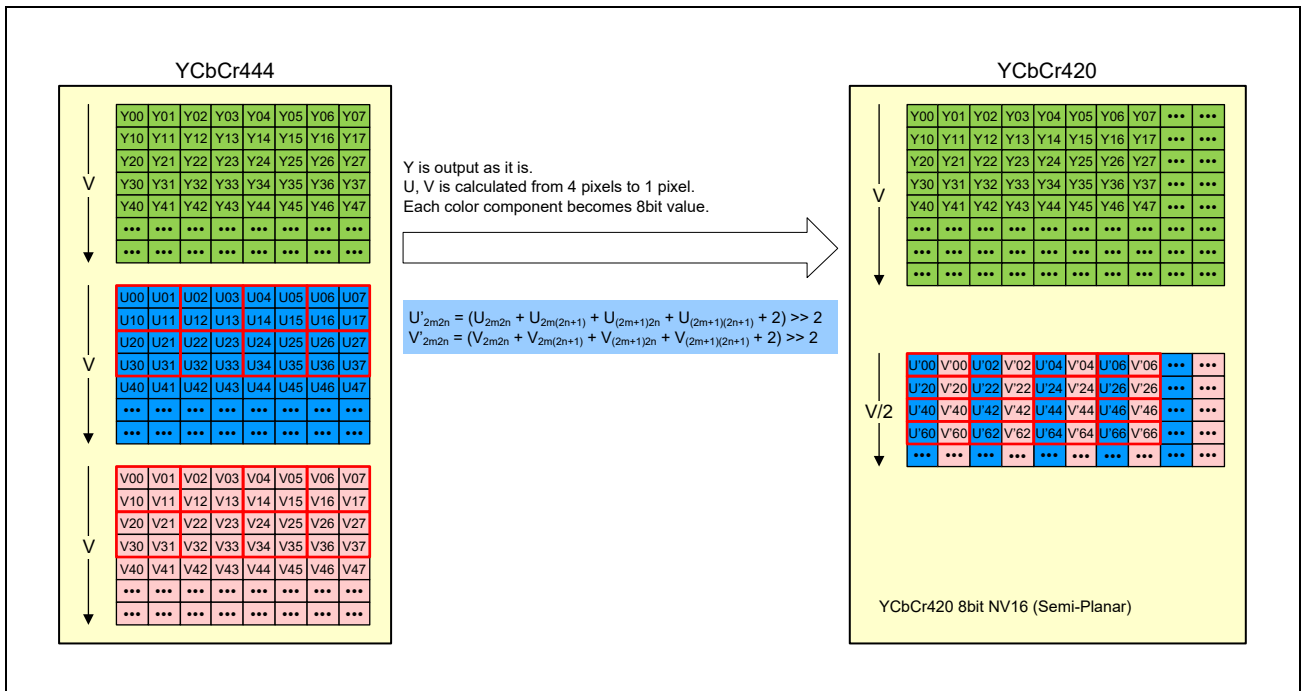 YCbCr444
V
Y00 Y01 Y02 Y03 Y04 Y05 Y06 Y07
Y10 Y11 Y12 Y13 Y14 Y15 Y16 Y17
Y20 Y21 Y22 Y23 Y24 Y25 Y26 Y27
Y30 Y31 Y32 Y33 Y34 Y35 Y36 Y37
Y40 Y41 Y42 Y43 Y44 Y45 Y46 Y47
••• ••• ••• ••• ••• ••• ••• •••
••• ••• ••• ••• ••• ••• ••• •••
V
U00 U01 U02 U03 U04 U05 U06 U07
U10 U11 U12 U13 U14 U15 U16 U17
U20 U21 U22 U23 U24 U25 U26 U27
U30 U31 U32 U33 U34 U35 U36 U37
U40 U41 U42 U43 U44 U45 U46 U47
••• ••• ••• ••• ••• ••• ••• •••
••• ••• ••• ••• ••• ••• ••• •••
V
V00 V01 V02 V03 V04 V05 V06 V07
V10 V11 V12 V13 V14 V15 V16 V17
V20 V21 V22 V23 V24 V25 V26 V27
V30 V31 V32 V33 V34 V35 V36 V37
V40 V41 V42 V43 V44 V45 V46 V47
••• ••• ••• ••• ••• ••• ••• •••
••• ••• ••• ••• ••• ••• ••• •••
Y is output as it is.
U, V is calculated from 4 pixels to 1 pixel.
Each color component becomes 8bit value.
U'2m2n = (U2m2n + U2m(2n+1) + U(2m+1)2n + U(2m+1)(2n+1) + 2) >> 2
V'2m2n = (V2m2n + V2m(2n+1) + V(2m+1)2n + V(2m+1)(2n+1) + 2) >> 2
YCbCr420
V
Y00 Y01 Y02 Y03 Y04 Y05 Y06 Y07 ••• •••
Y10 Y11 Y12 Y13 Y14 Y15 Y16 Y17 ••• •••
Y20 Y21 Y22 Y23 Y24 Y25 Y26 Y27 ••• •••
Y30 Y31 Y32 Y33 Y34 Y35 Y36 Y37 ••• •••
Y40 Y41 Y42 Y43 Y44 Y45 Y46 Y47 ••• •••
••• ••• ••• ••• ••• ••• ••• ••• ••• •••
••• ••• ••• ••• ••• ••• ••• ••• ••• •••
••• ••• ••• ••• ••• ••• ••• ••• ••• •••
V/2
U'00 V'00 U'02 V'02 U'04 V'04 U'06 V'06 ••• •••
U'20 V'20 U'22 V'22 U'24 V'24 U'26 V'26 ••• •••
U'40 V'40 U'42 V'42 U'44 V'44 U'46 V'46 ••• •••
U'60 V'60 U'62 V'62 U'64 V'64 U'66 V'66 ••• •••
••• ••• ••• ••• ••• ••• ••• ••• ••• •••
YCbCr420 8bit NV16 (Semi-Planar)